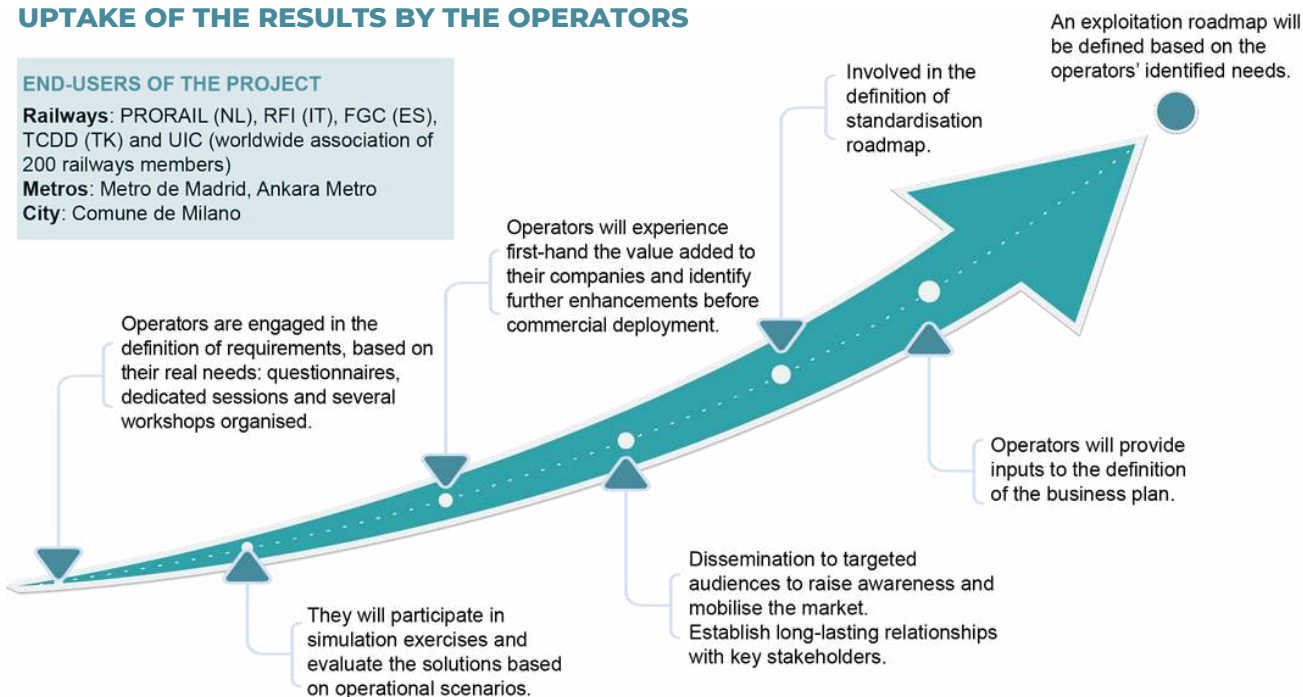 UPTAKE OF THE RESULTS BY THE OPERATORS
END-USERS OF THE PROJECT
Railways: PRORAIL (NL), RFI (IT), FGC (ES),
TCDD (TK) and UIC (worldwide association of
200 railways members)
Metros: Metro de Madrid, Ankara Metro
City: Comune de Milano
Operators are engaged in the
definition of requirements, based on
their real needs: questionnaires,
dedicated sessions and several
workshops organised.
They will participate in
simulation exercises and
evaluate the solutions based
on operational scenarios.
Operators will experience
first-hand the value added to
their companies and identify
further enhancements before
commercial deployment.
Dissemination to targeted
audiences to raise awareness and
mobilise the market.
Establish long-lasting relationships
with key stakeholders.
Involved in the
definition of
standardisation
roadmap.
Operators will provide
inputs to the definition
of the business plan.
An exploitation roadmap will
be defined based on the
operators' identified needs.